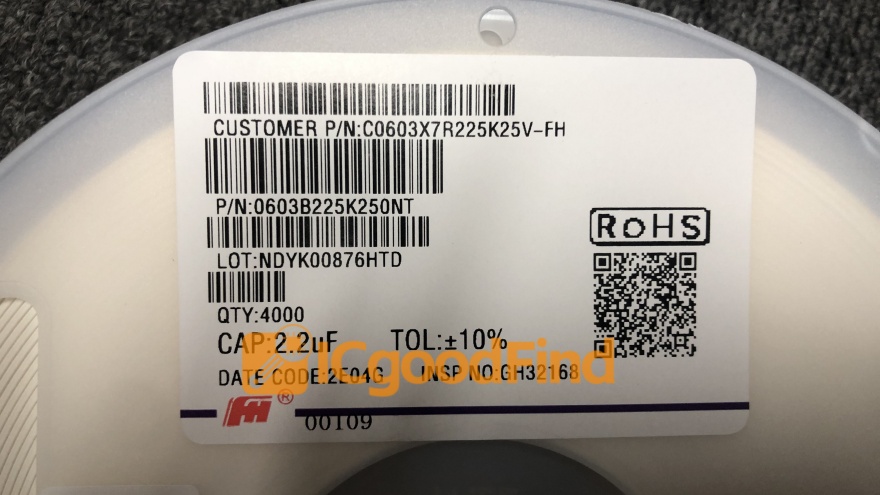 CUSTOMER P/N:C0603X7R225K25V-FH
P/N:0603B225K250NT
RoHS
LOT:NDYK00876HTD
QTY:4000
CAP:2.2uF TOL:±10%
ICgoodFind
DATE CODE:2E04G INSP NO:GH32168
FH ®
00109